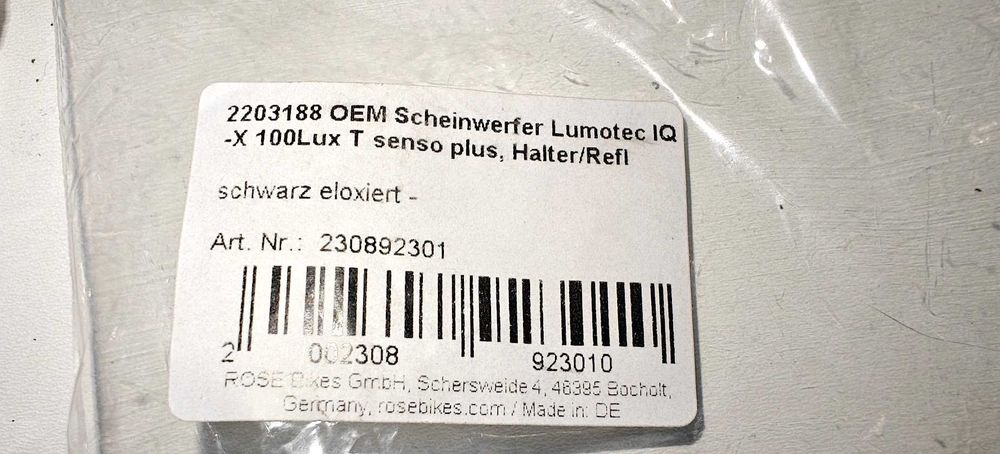 2203188 OEM Scheinwerfer Lumotec IQ
-X 100Lux T senso plus, Halter/Refl
schwarz eloxiert -
Art. Nr.: 230892301
2 002308 923010
ROSE Bikes GmbH, Schersweide 4, 46395 Bocholt,
Germany, rosebikes.com / Made in: DE